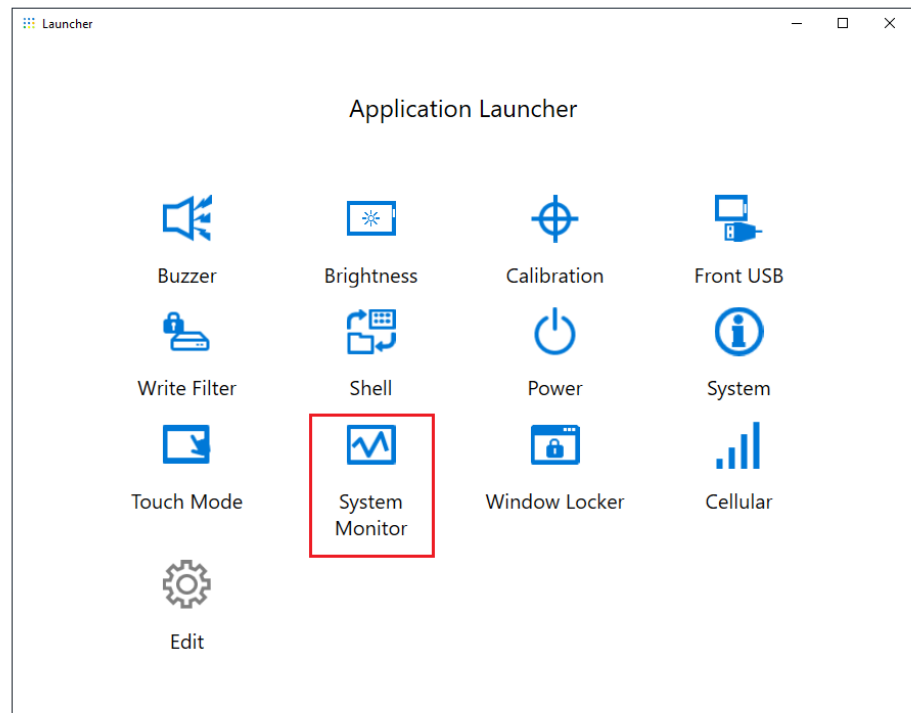 Launcher
Application Launcher
Buzzer
Brightness
Calibration
Front USB
Write Filter
Shell
Power
System
Touch Mode
System
Monitor
Window Locker
Cellular
Edit